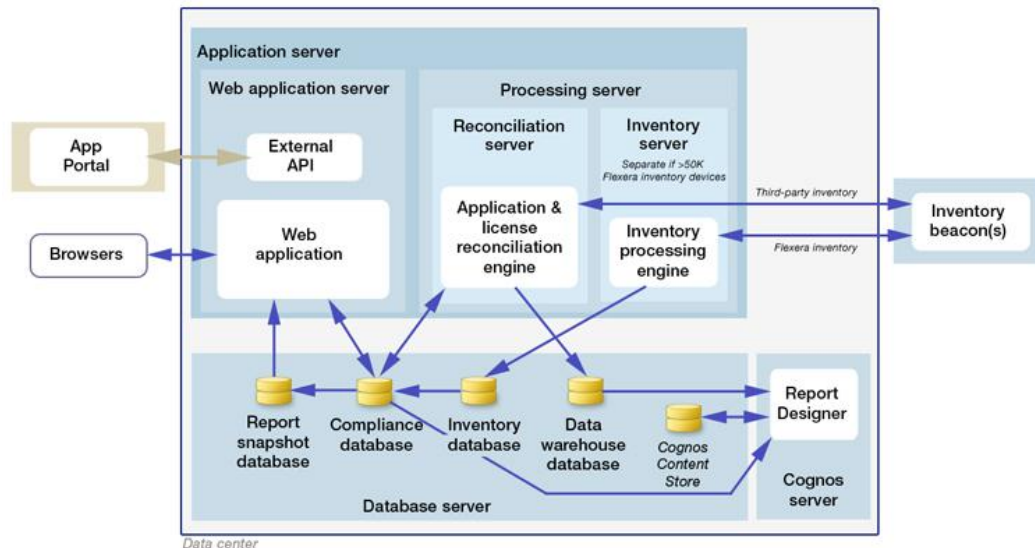 Application server
Web application server
Processing server
Reconciliation
server
Inventory
server
Separate if >50K
Flexera inventory devices
App
Portal
External
API
Third-party inventory
Web
application
Application &
license
reconciliation
engine
Inventory
processing
engine
Inventory
beacon(s)
Browsers
Flexera inventory
Report
snapshot
database
Compliance
database
Inventory
database
Data
warehouse
database
Cognos
Content
Store
Report
Designer
Cognos
server
Database server
Data center